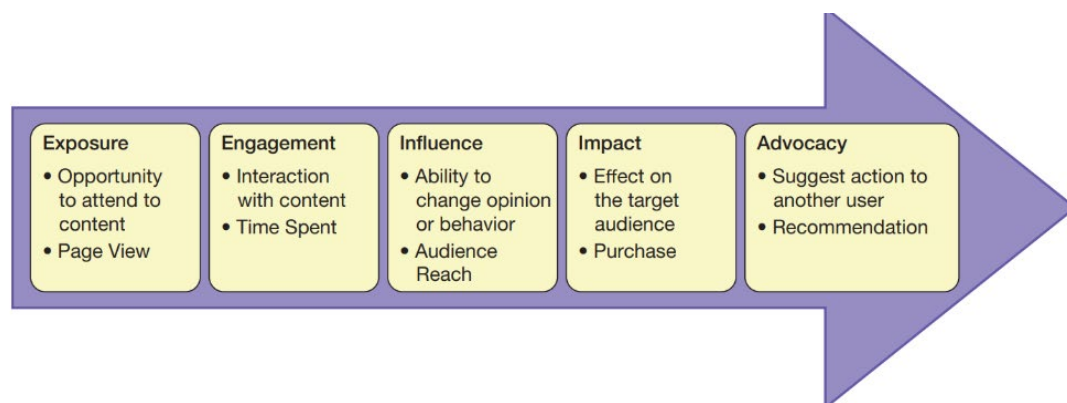 Exposure
• Opportunity
to attend to
content
• Page View
Engagement
• Interaction
with content
• Time Spent
Influence
• Ability to
change opinion
or behavior
• Audience
Reach
Impact
• Effect on
the target
audience
• Purchase
Advocacy
• Suggest action to
another user
• Recommendation